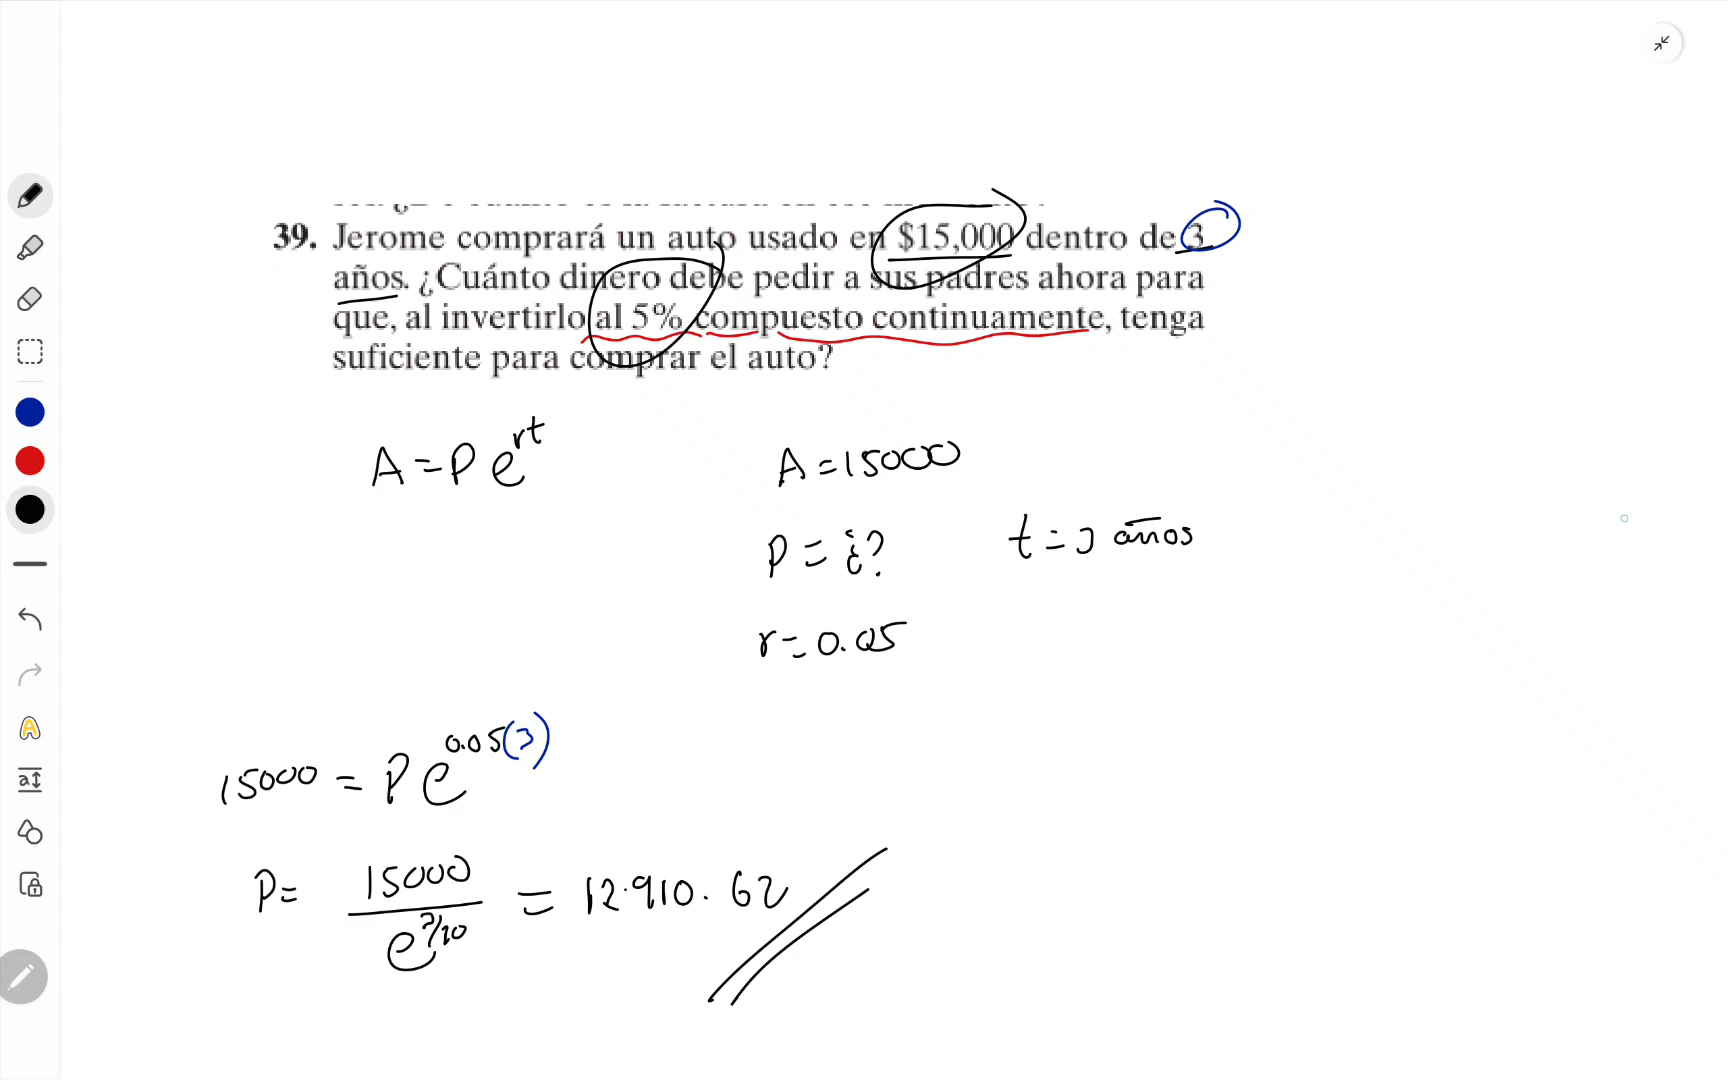 39. Jerome comprará un auto usado en $15,000 dentro de 3
años. ¿Cuánto dinero debe pedir a sus padres ahora para
que, al invertirlo al 5% compuesto continuamente, tenga
suficiente para comprar el auto?
A = P e^rt
A = 15000
P = ¿?
t = 3 años
r = 0.05
15000 = P e^0.05(3)
P = 15000 / e^3/20 = 12.910.62